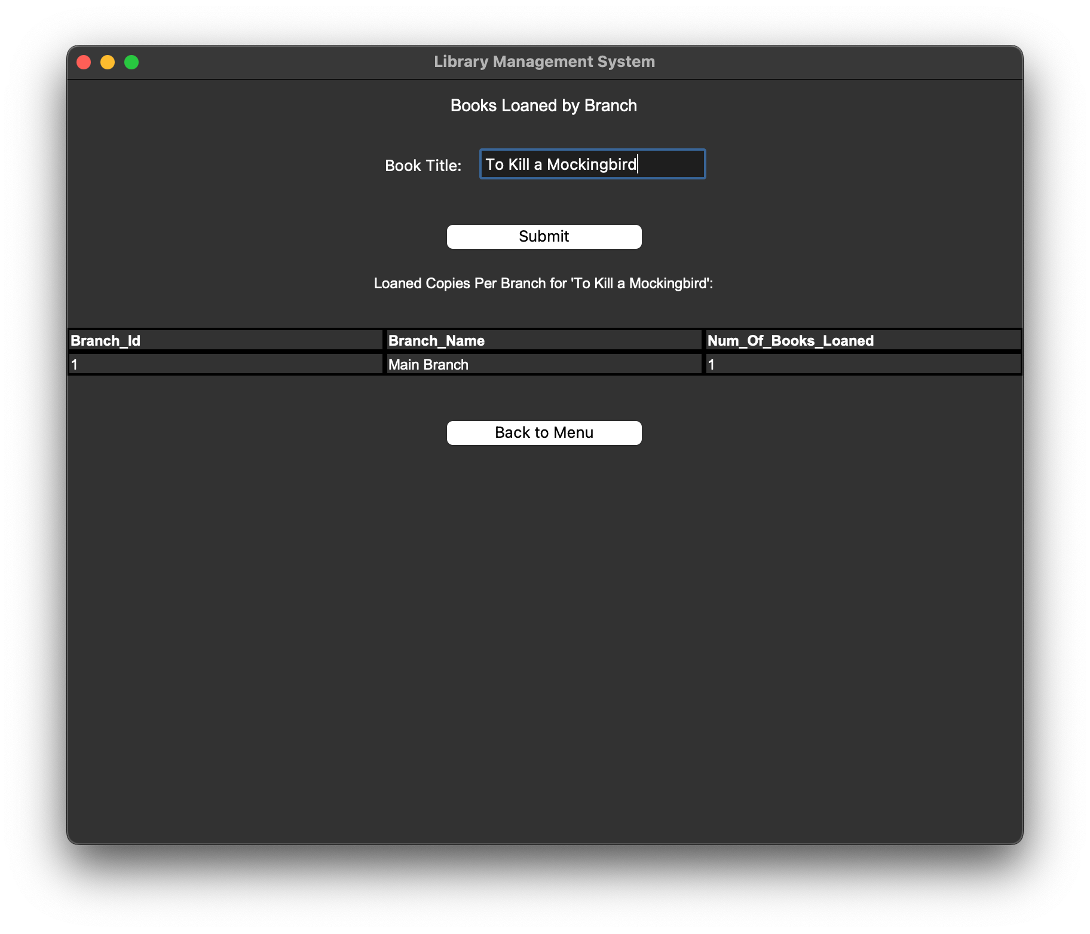 Library Management System
Books Loaned by Branch
Book Title: To Kill a Mockingbird
Submit
Loaned Copies Per Branch for 'To Kill a Mockingbird':
Branch_Id Branch_Name Num_Of_Books_Loaned
1 Main Branch 1
Back to Menu